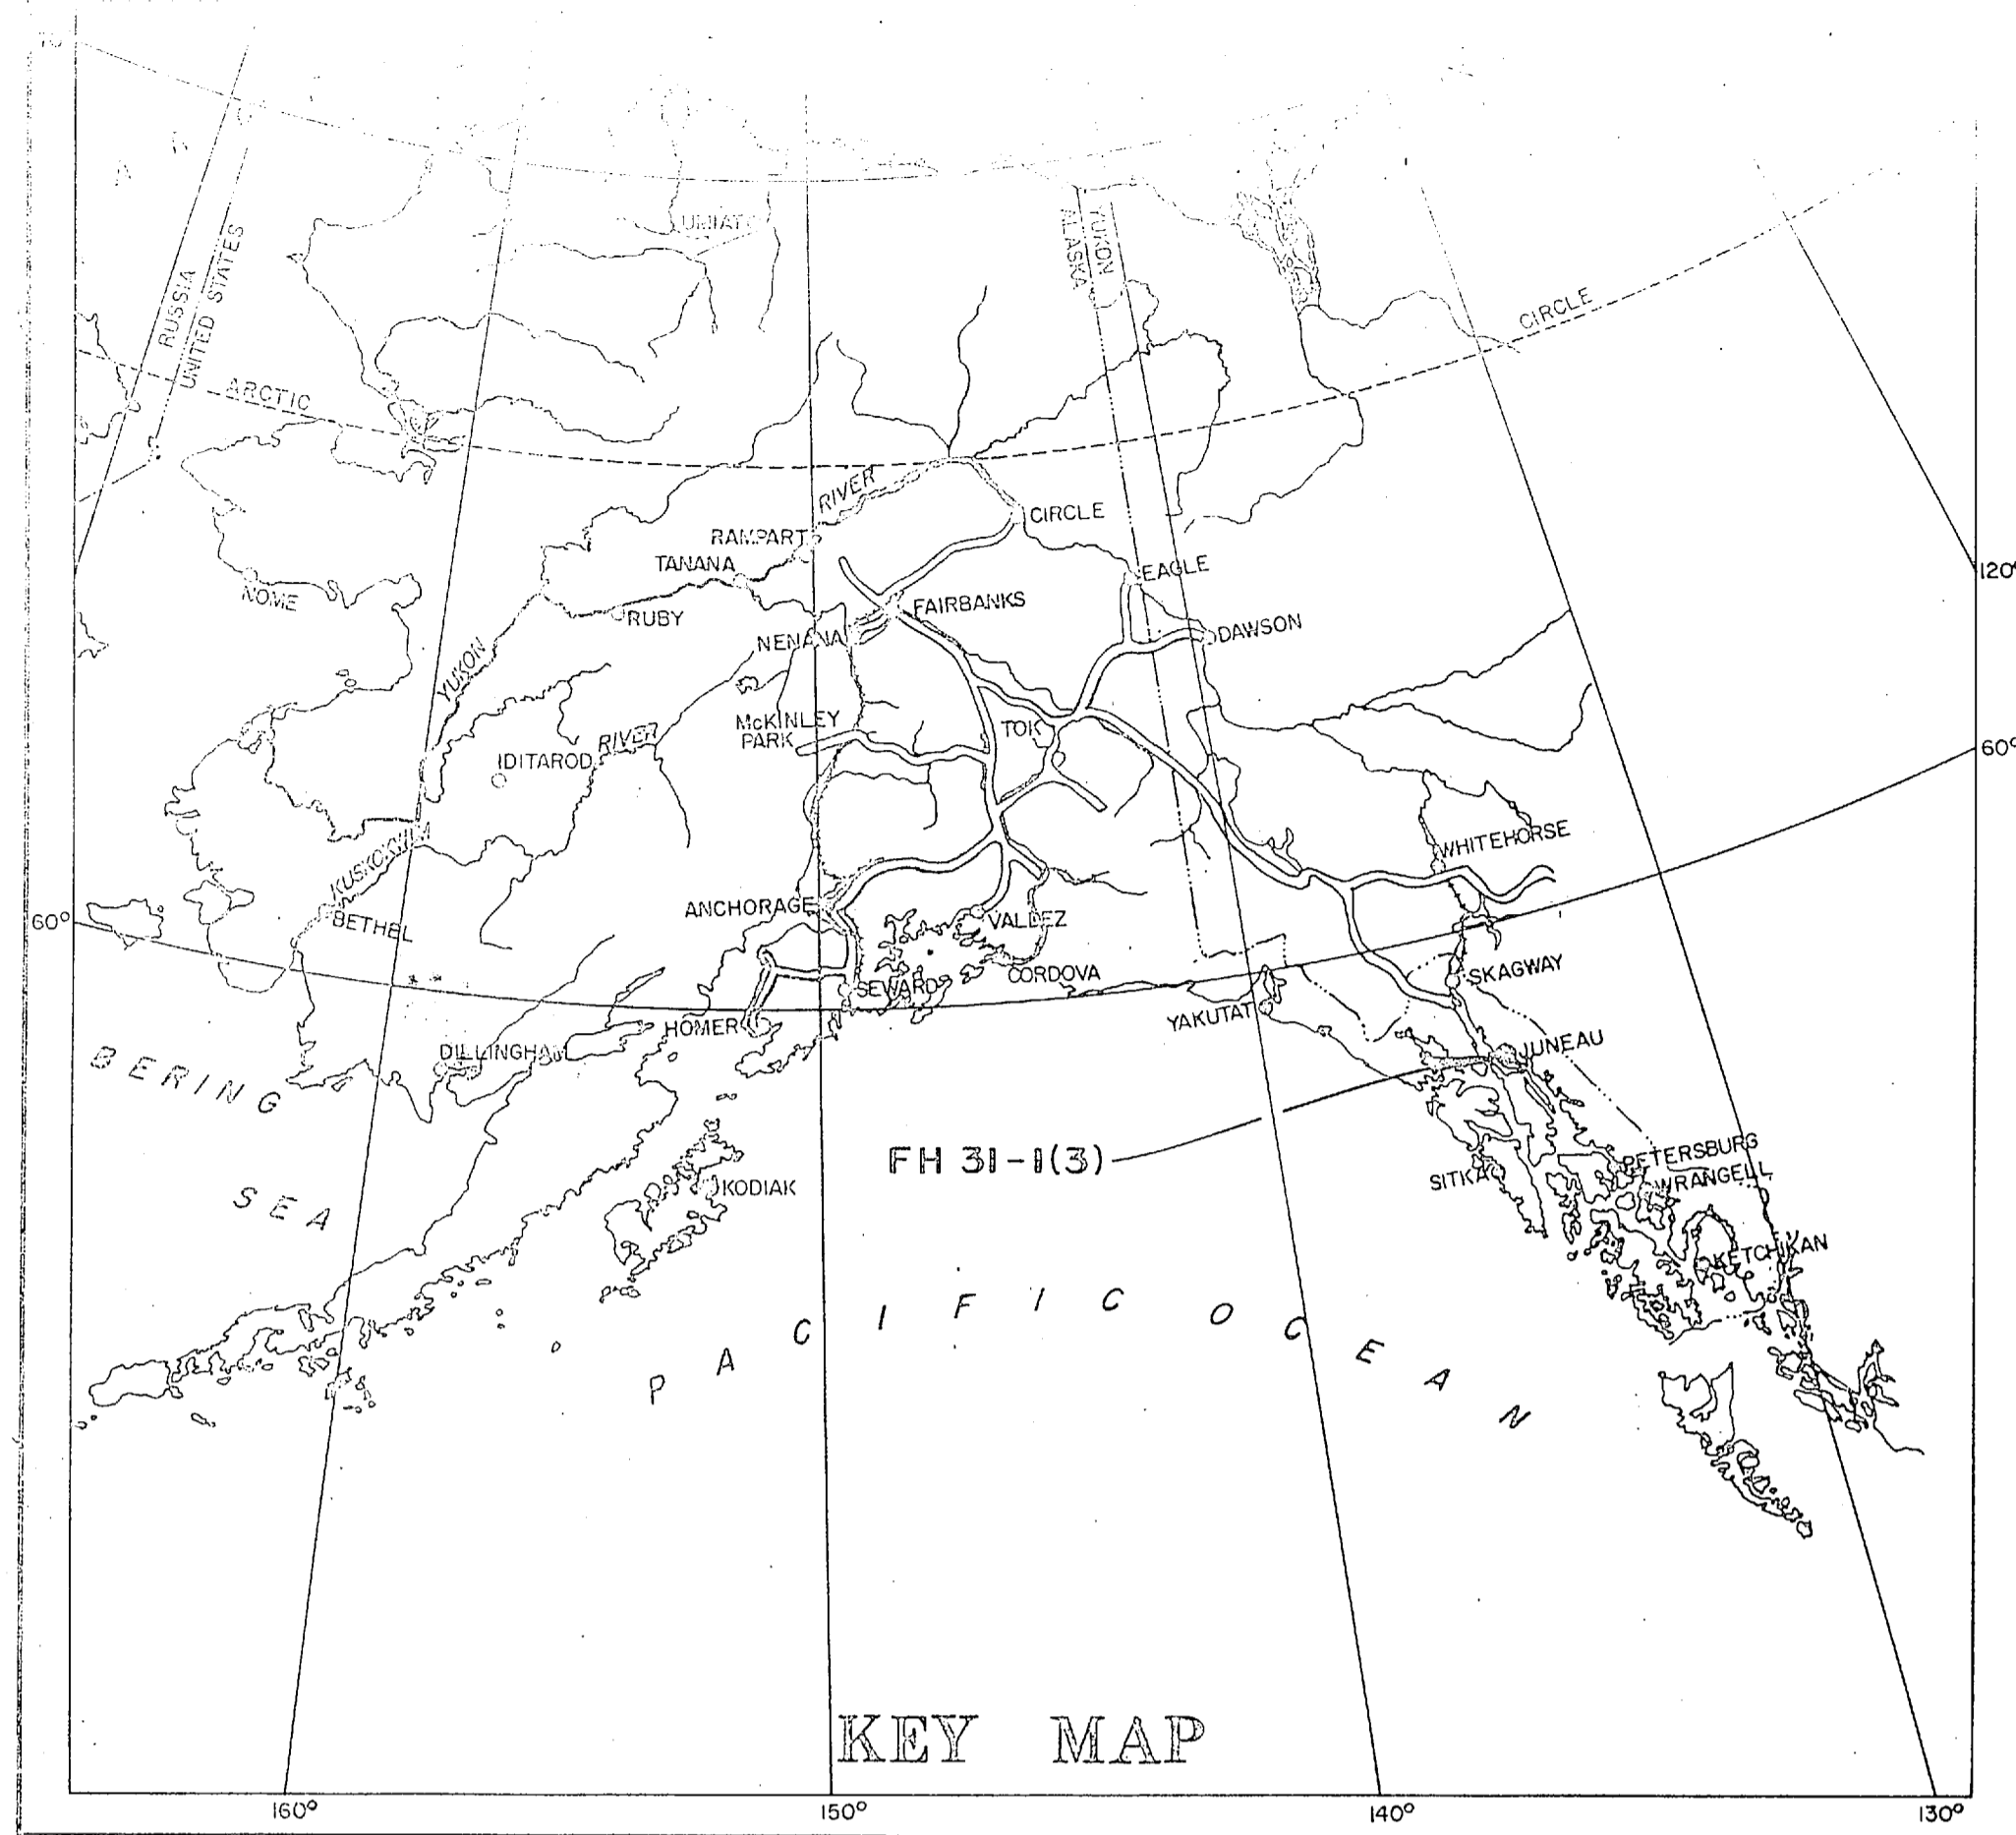 70
UMIAT
RUSSIA
UNITED STATES
ALASKA
YUKON
ARCTIC
CIRCLE
RIVER
CIRCLE
RAMPART
TANANA
EAGLE
120°
NOME
RUBY
FAIRBANKS
NENANA
DAWSON
YUKON
McKINLEY
PARK
TOK
RIVER
IDITAROD
60°
KUSKOKWIM
WHITEHORSE
60°
BETHEL
ANCHORAGE
VALDEZ
CORDOVA
SKAGWAY
SEWARD
YAKUTAT
HOMER
DILLINGHAM
JUNEAU
BERING
SEA
FH 31-1(3)
PETERSBURG
WRANGELL
SITKA
KODIAK
KETCHIKAN
PACIFIC OCEAN
KEY MAP
160°
150°
140°
130°